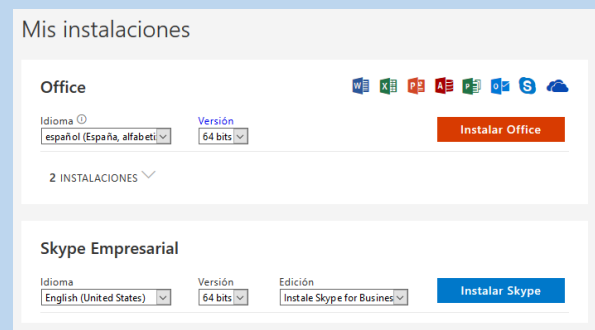 Mis instalaciones
Office
Idioma
Versión
español (España, alfabeti
64 bits
Instalar Office
2 INSTALACIONES
Skype Empresarial
Idioma
Versión
Edición
English (United States)
64 bits
Instale Skype for Busines
Instalar Skype